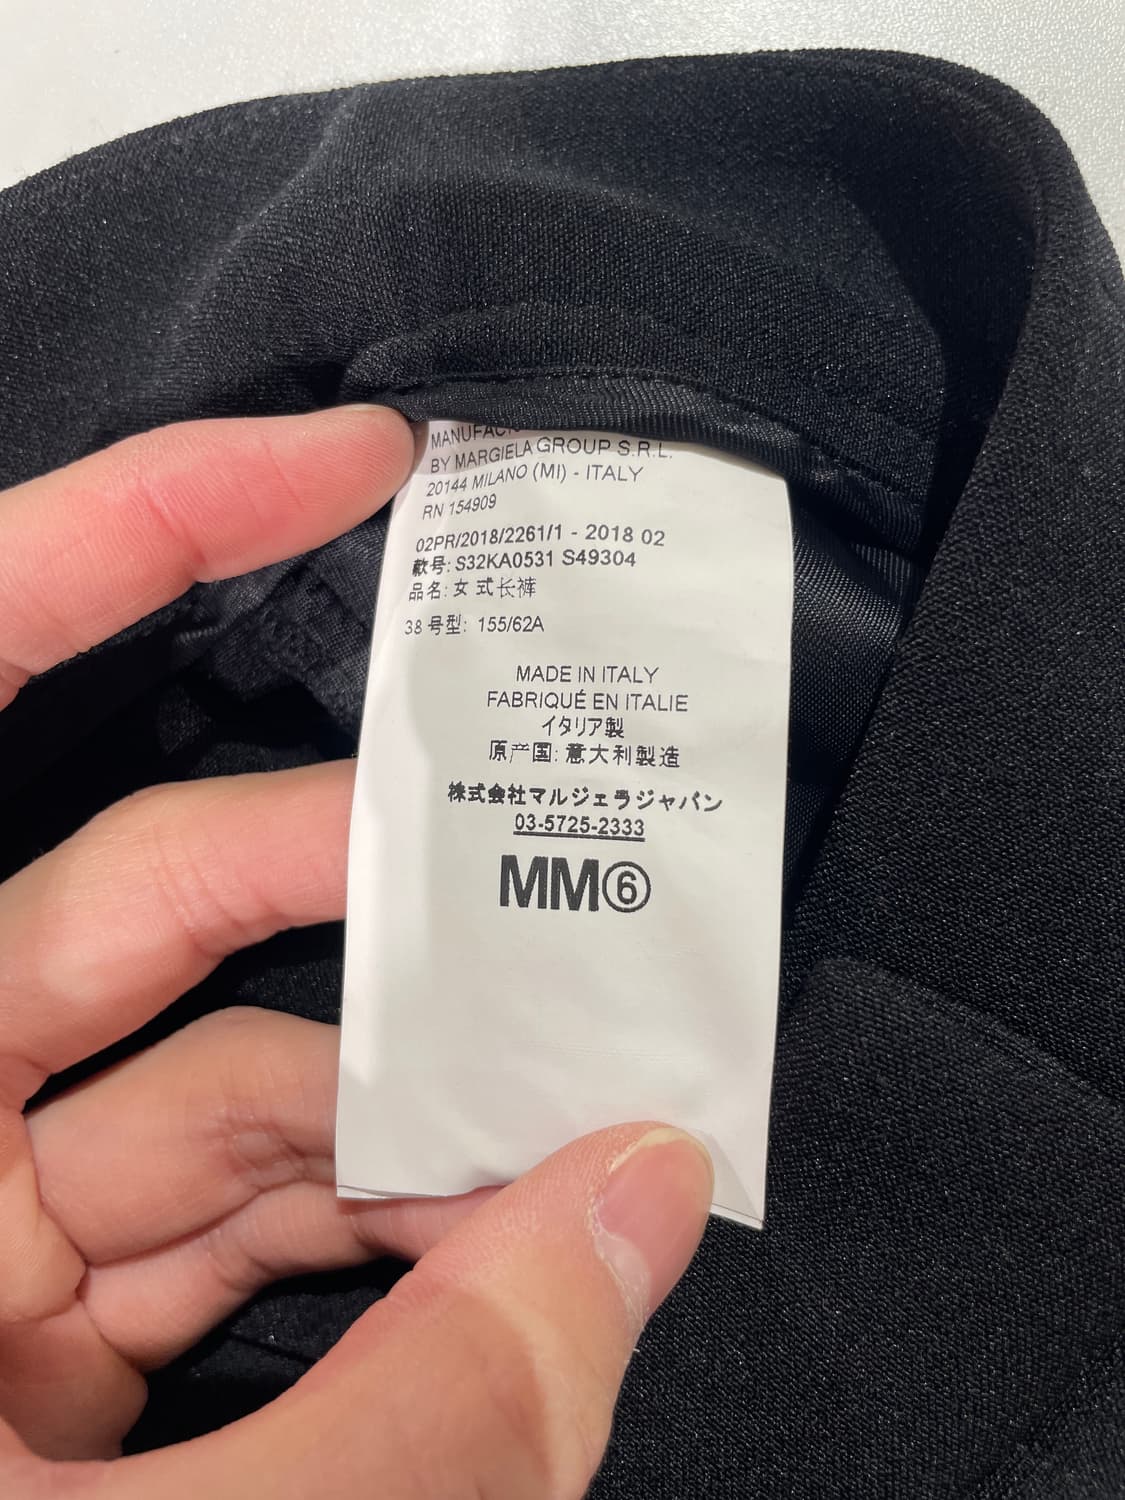 BY MARGIELA GROUP S.R.L.
20144 MILANO (MI) - ITALY
RN 154909
02PR/2018/2261/1 - 2018 02
款号: S32KA0531 S49304
品名: 女 式长裤
38 号型: 155/62A
MADE IN ITALY
FABRIQUÉ EN ITALIE
イタリア製
原产国: 意大利製造
株式会社マルジェラジャパン
03-5725-2333
MM⑥